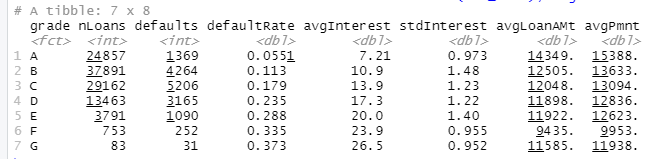 # A tibble: 7 x 8
grade nLoans defaults defaultRate avgInterest stdInterest avgLoanAMt avgPmnt
<fct> <int> <int> <dbl> <dbl> <dbl> <dbl> <dbl>
1 A 24857 1369 0.0551 7.21 0.973 14349. 15388.
2 B 37891 4264 0.113 10.9 1.48 12505. 13633.
3 C 29162 5206 0.179 13.9 1.23 12048. 13094.
4 D 13463 3165 0.235 17.3 1.22 11898. 12836.
5 E 3791 1090 0.288 20.0 1.40 11922. 12623.
6 F 753 252 0.335 23.9 0.955 9435. 9953.
7 G 83 31 0.373 26.5 0.952 11585. 11938.